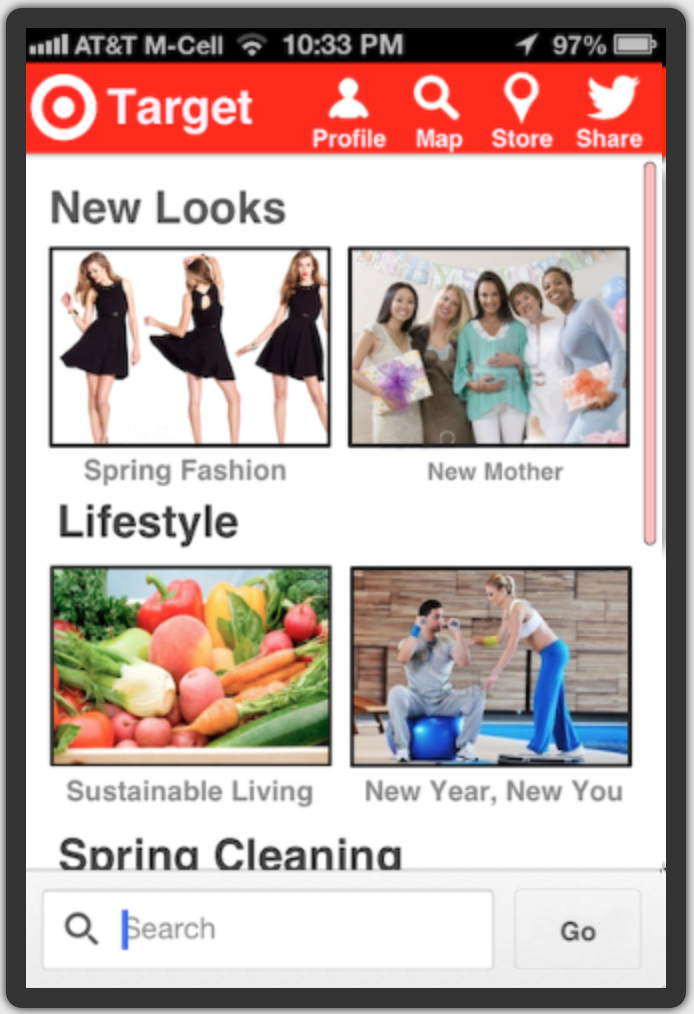 AT&T M-Cell 10:33 PM 97%
Target
Profile Map Store Share
New Looks
Spring Fashion New Mother
Lifestyle
Sustainable Living New Year, New You
Spring Cleaning
Search Go